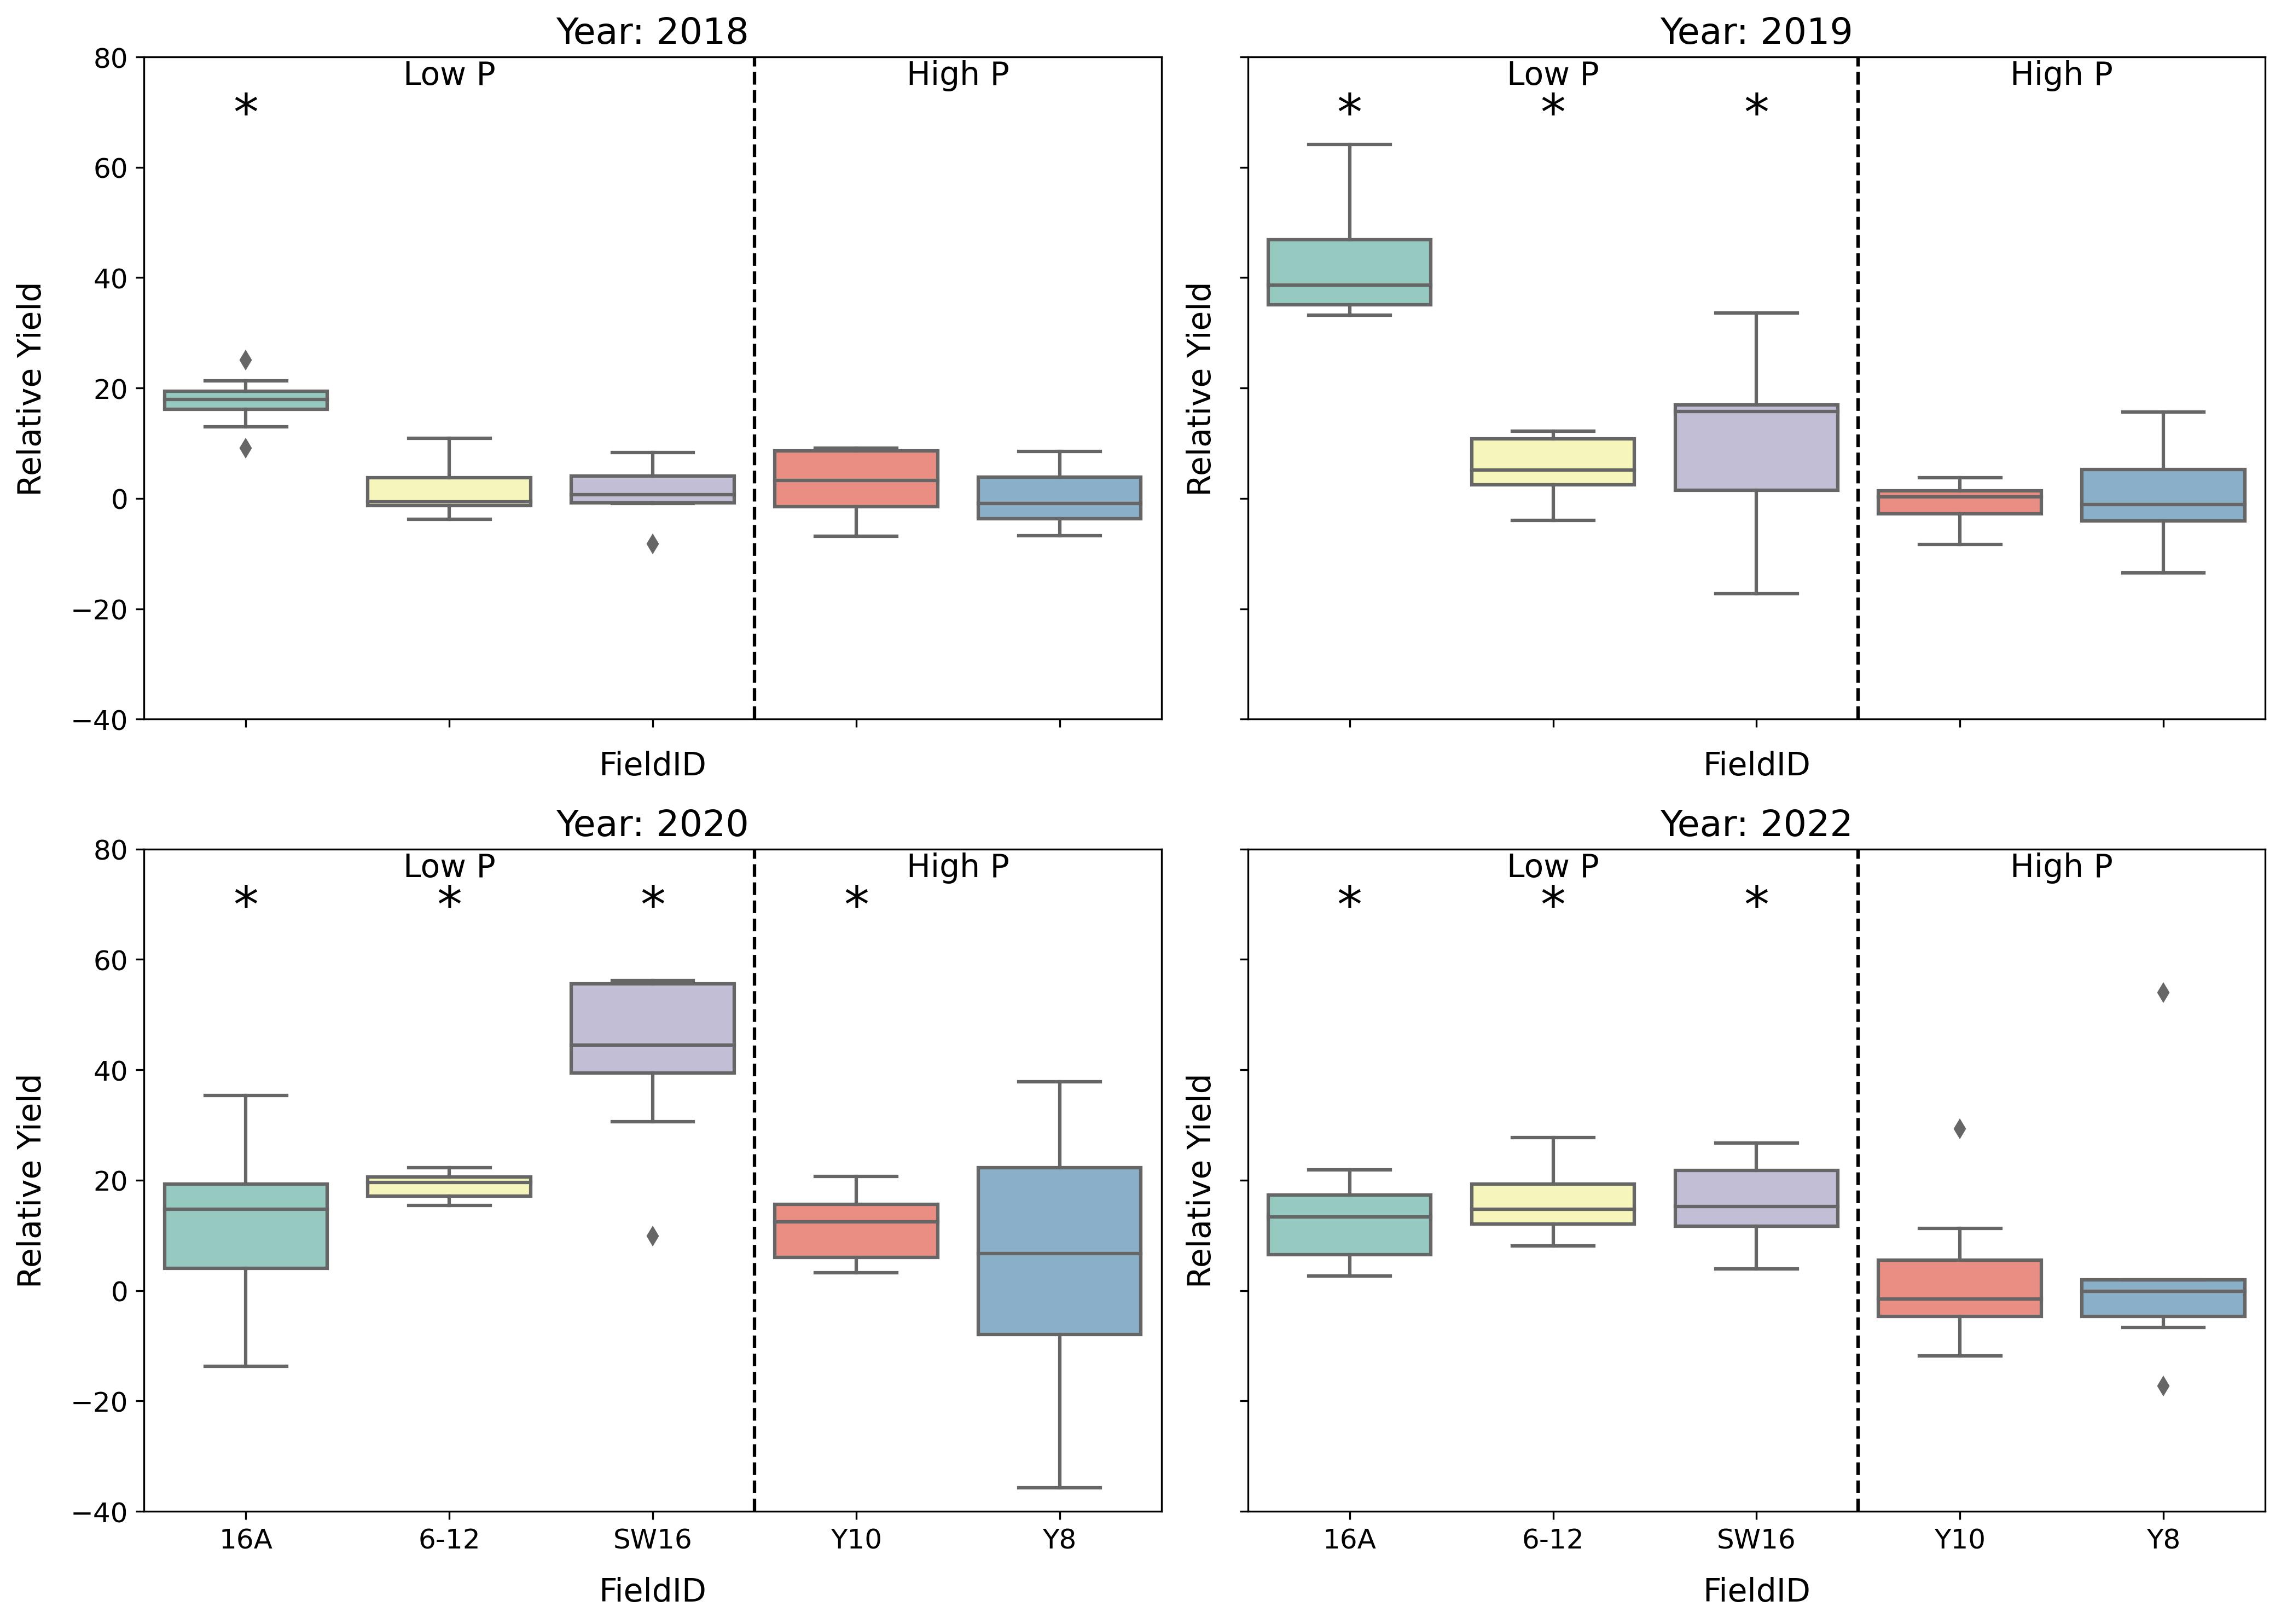 Year: 2018
Low P
High P
*
80
60
40
20
0
−20
−40
Relative Yield
FieldID
Year: 2019
Low P
High P
* * *
Relative Yield
FieldID
Year: 2020
Low P
High P
* * * *
80
60
40
20
0
−20
−40
Relative Yield
16A 6-12 SW16 Y10 Y8
FieldID
Year: 2022
Low P
High P
* * *
Relative Yield
16A 6-12 SW16 Y10 Y8
FieldID